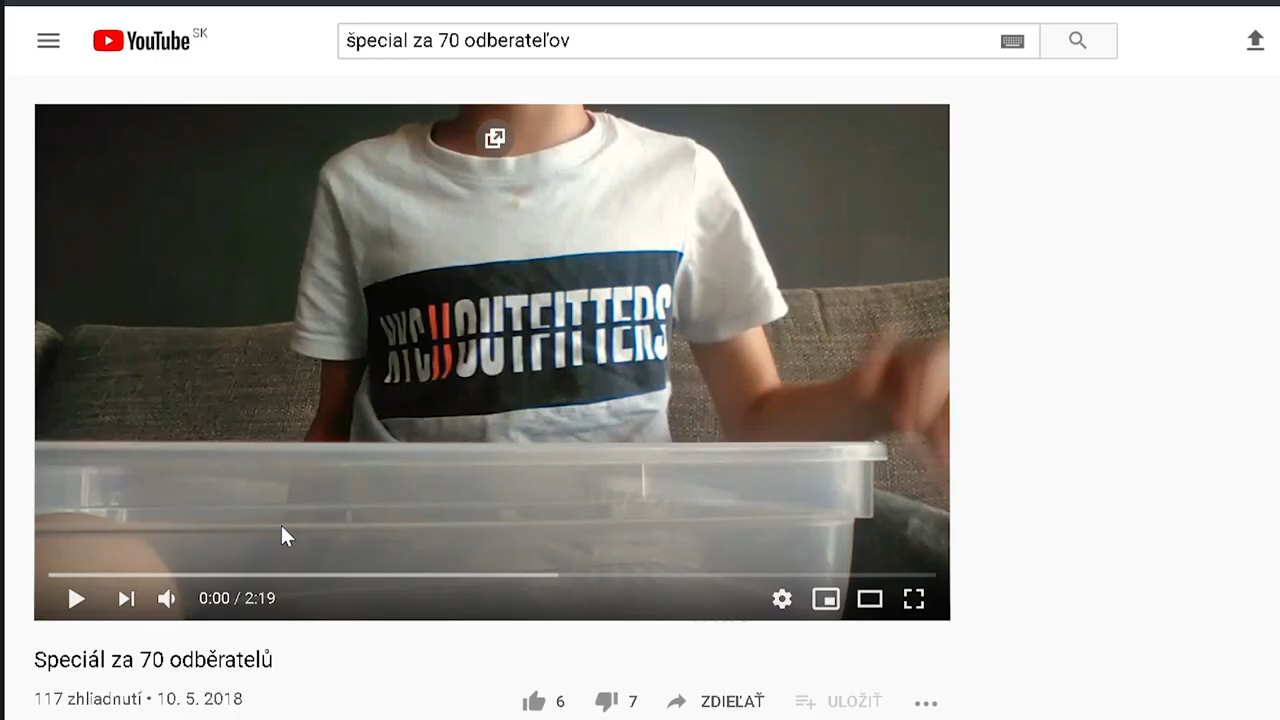 YouTube SK
špecial za 70 odberateľov
NYC//OUTFITTERS
0:00 / 2:19
Speciál za 70 odběratelů
117 zhliadnutí • 10. 5. 2018
6
7
ZDIEĽAŤ
ULOŽIŤ